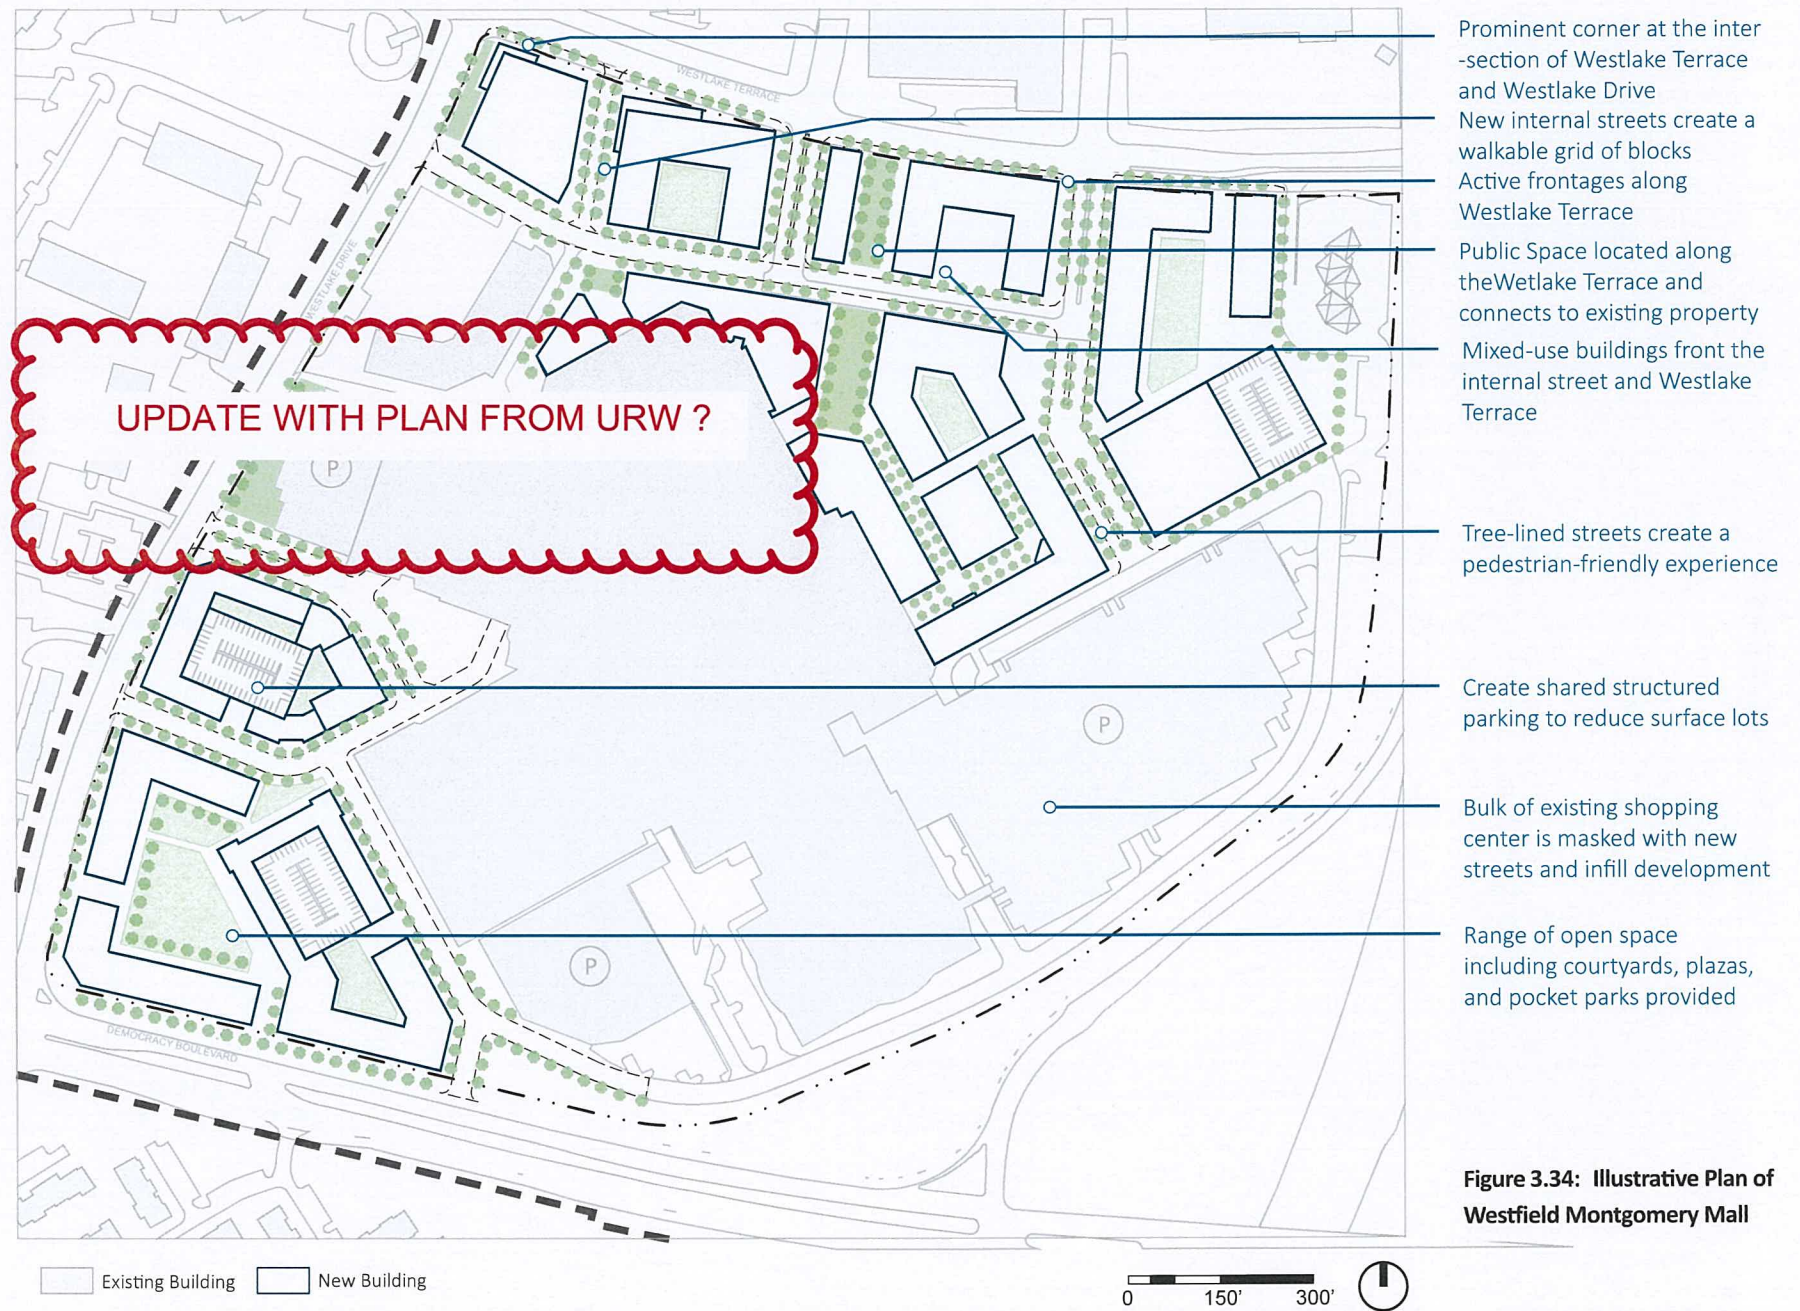 Prominent corner at the inter
-section of Westlake Terrace
and Westlake Drive
New internal streets create a
walkable grid of blocks
Active frontages along
Westlake Terrace
Public Space located along
theWetlake Terrace and
connects to existing property
Mixed-use buildings front the
internal street and Westlake
Terrace
Tree-lined streets create a
pedestrian-friendly experience
Create shared structured
parking to reduce surface lots
Bulk of existing shopping
center is masked with new
streets and infill development
Range of open space
including courtyards, plazas,
and pocket parks provided
WESTLAKE TERRACE
WESTLAKE DRIVE
UPDATE WITH PLAN FROM URW ?
P
P
P
DEMOCRACY BOULEVARD
Figure 3.34: Illustrative Plan of
Westfield Montgomery Mall
Existing Building
New Building
0 150' 300'